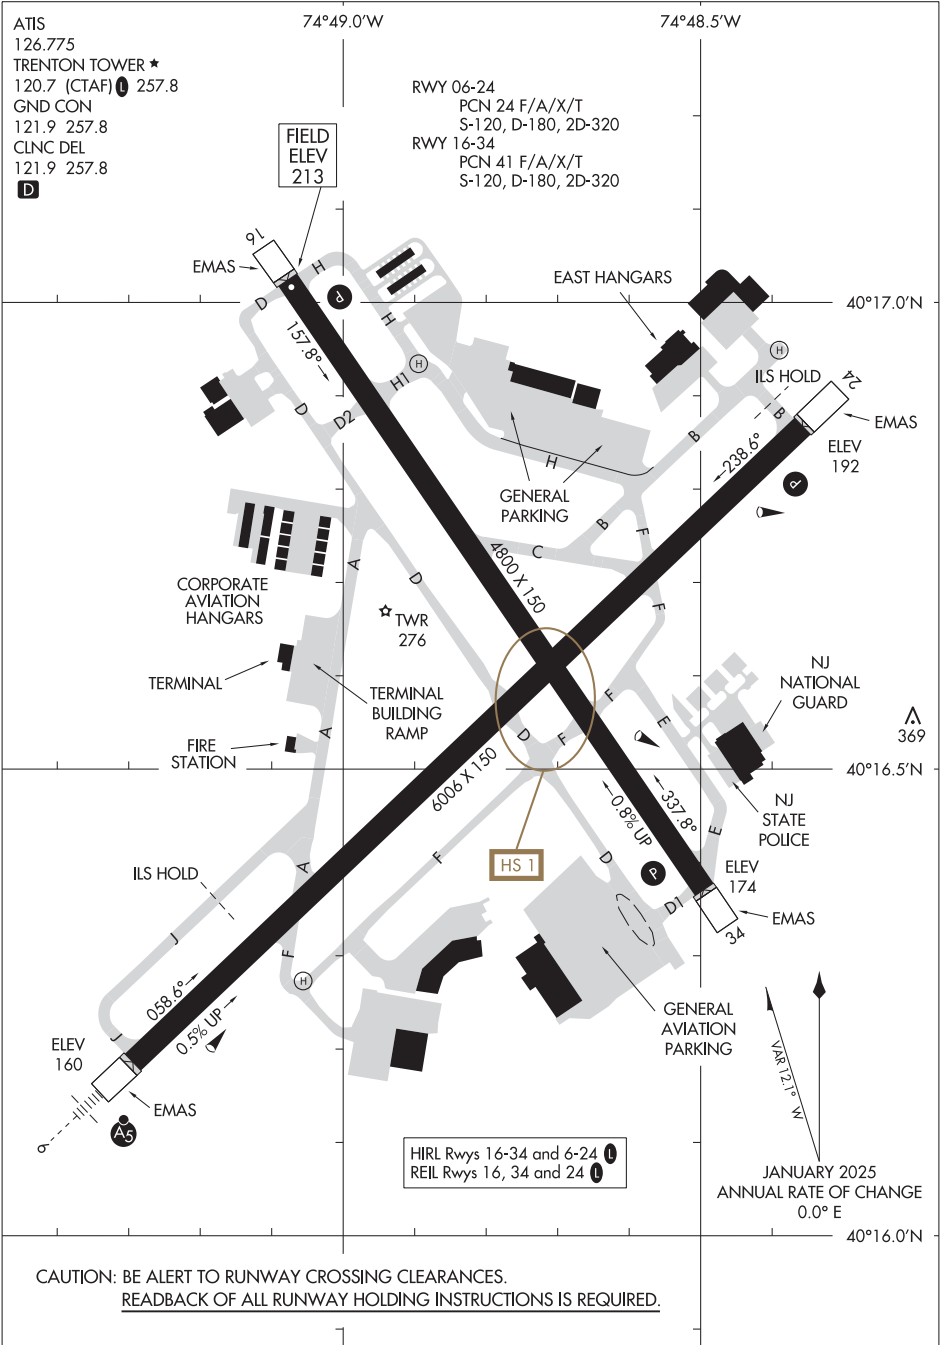 ATIS
126.775
TRENTON TOWER ★
120.7 (CTAF) L 257.8
GND CON
121.9 257.8
CLNC DEL
121.9 257.8
D
74°49.0'W
74°48.5'W
RWY 06-24
PCN 24 F/A/X/T
S-120, D-180, 2D-320
RWY 16-34
PCN 41 F/A/X/T
S-120, D-180, 2D-320
FIELD
ELEV
213
16
EMAS
H
D
P
H
157.8°
H
H1
D
D2
EAST HANGARS
40°17.0'N
H
ILS HOLD
24
B
EMAS
B
ELEV
192
238.6°
P
H
GENERAL
PARKING
B
F
C
4800 X 150
A
D
F
CORPORATE
AVIATION
HANGARS
TWR
276
TERMINAL
TERMINAL
BUILDING
RAMP
NJ
NATIONAL
GUARD
F
E
369
A
D
F
FIRE
STATION
40°16.5'N
6006 X 150
337.8°
0.8% UP
NJ
STATE
POLICE
E
HS 1
F
D
P
ELEV
174
A
ILS HOLD
D1
EMAS
34
J
F
H
058.6°
0.5% UP
J
ELEV
160
EMAS
A5
6
GENERAL
AVIATION
PARKING
VAR 12.1° W
HIRL Rwys 16-34 and 6-24 L
REIL Rwys 16, 34 and 24 L
JANUARY 2025
ANNUAL RATE OF CHANGE
0.0° E
40°16.0'N
CAUTION: BE ALERT TO RUNWAY CROSSING CLEARANCES.
READBACK OF ALL RUNWAY HOLDING INSTRUCTIONS IS REQUIRED.